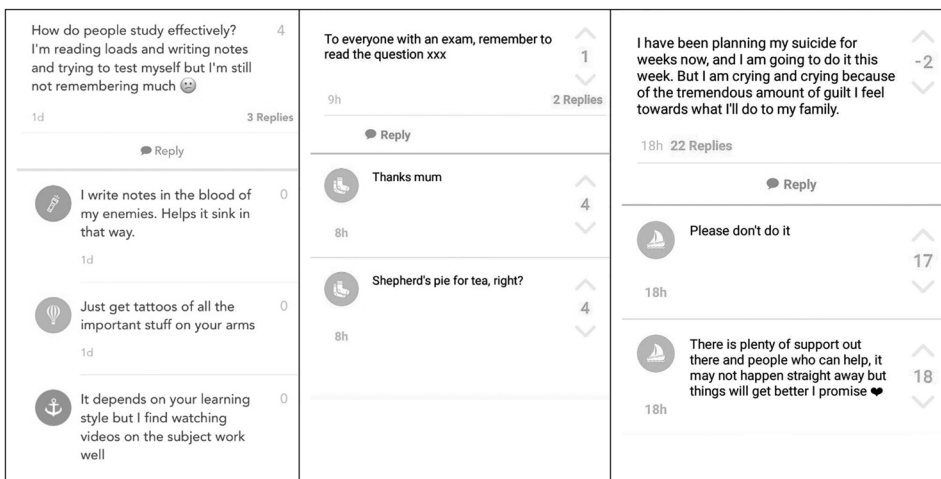 How do people study effectively? 4
I'm reading loads and writing notes
and trying to test myself but I'm still
not remembering much 😕
1d 3 Replies
Reply
I write notes in the blood of 0
my enemies. Helps it sink in
that way.
1d
Just get tattoos of all the 0
important stuff on your arms
1d
It depends on your learning 0
style but I find watching
videos on the subject work
well
To everyone with an exam, remember to
read the question xxx
1
9h 2 Replies
Reply
Thanks mum
4
8h
Shepherd's pie for tea, right?
4
8h
I have been planning my suicide for
weeks now, and I am going to do it this
week. But I am crying and crying because
of the tremendous amount of guilt I feel
towards what I'll do to my family.
-2
18h 22 Replies
Reply
Please don't do it
17
18h
There is plenty of support out
there and people who can help, it
may not happen straight away but
things will get better I promise ❤
18
18h